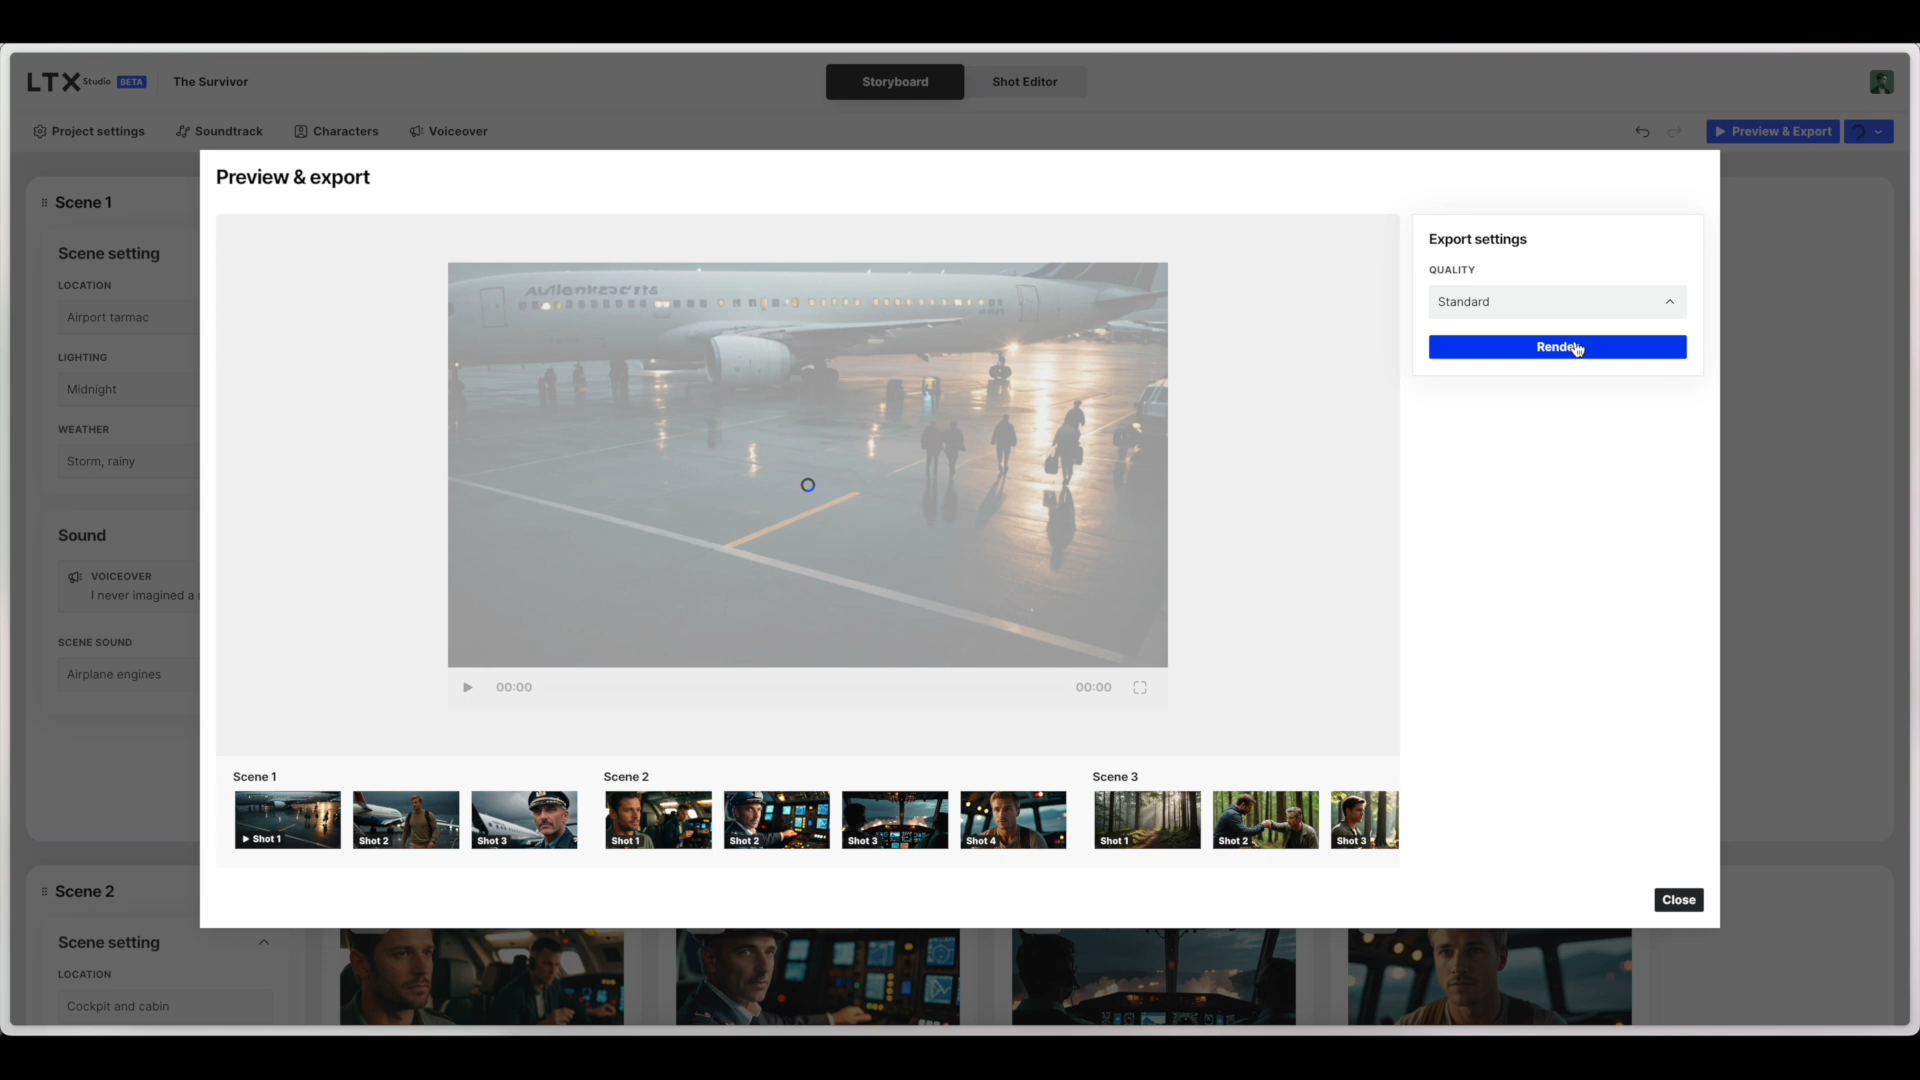 LTX Studio BETA
The Survivor
Storyboard
Shot Editor
Project settings
Soundtrack
Characters
Voiceover
Preview & Export
Preview & export
Scene 1
Scene setting
LOCATION
Airport tarmac
LIGHTING
Midnight
WEATHER
Storm, rainy
Sound
VOICEOVER
I never imagined a
SCENE SOUND
Airplane engines
Export settings
QUALITY
Standard
Render
00:00
00:00
Scene 1
Shot 1
Shot 2
Shot 3
Scene 2
Shot 1
Shot 2
Shot 3
Shot 4
Scene 3
Shot 1
Shot 2
Shot 3
Close
Scene 2
Scene setting
LOCATION
Cockpit and cabin